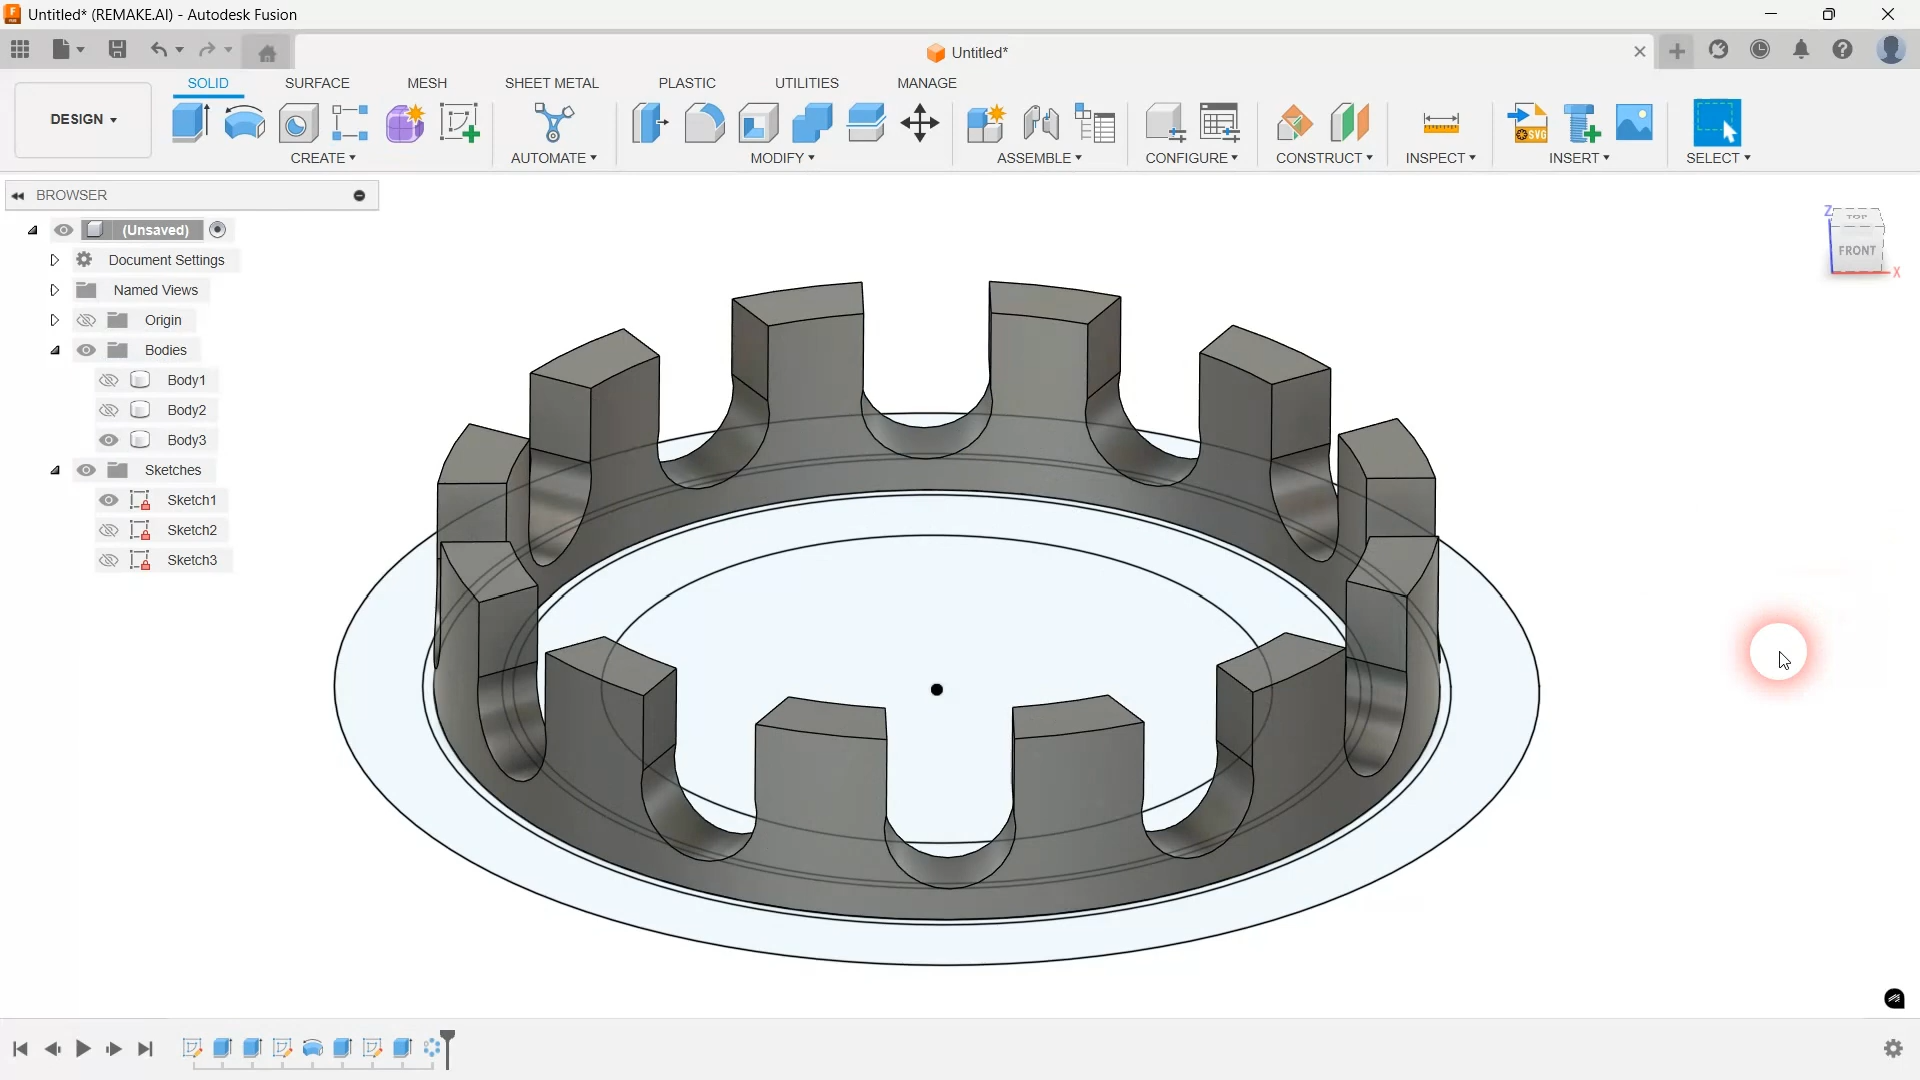 Untitled* (REMAKE.AI) - Autodesk Fusion
Untitled*
SOLID SURFACE MESH SHEET METAL PLASTIC UTILITIES MANAGE
DESIGN
CREATE AUTOMATE MODIFY ASSEMBLE CONFIGURE CONSTRUCT INSPECT INSERT SELECT
SVG
BROWSER
(Unsaved)
Document Settings
Named Views
Origin
Bodies
Body1
Body2
Body3
Sketches
Sketch1
Sketch2
Sketch3
Z
TOP
FRONT
X